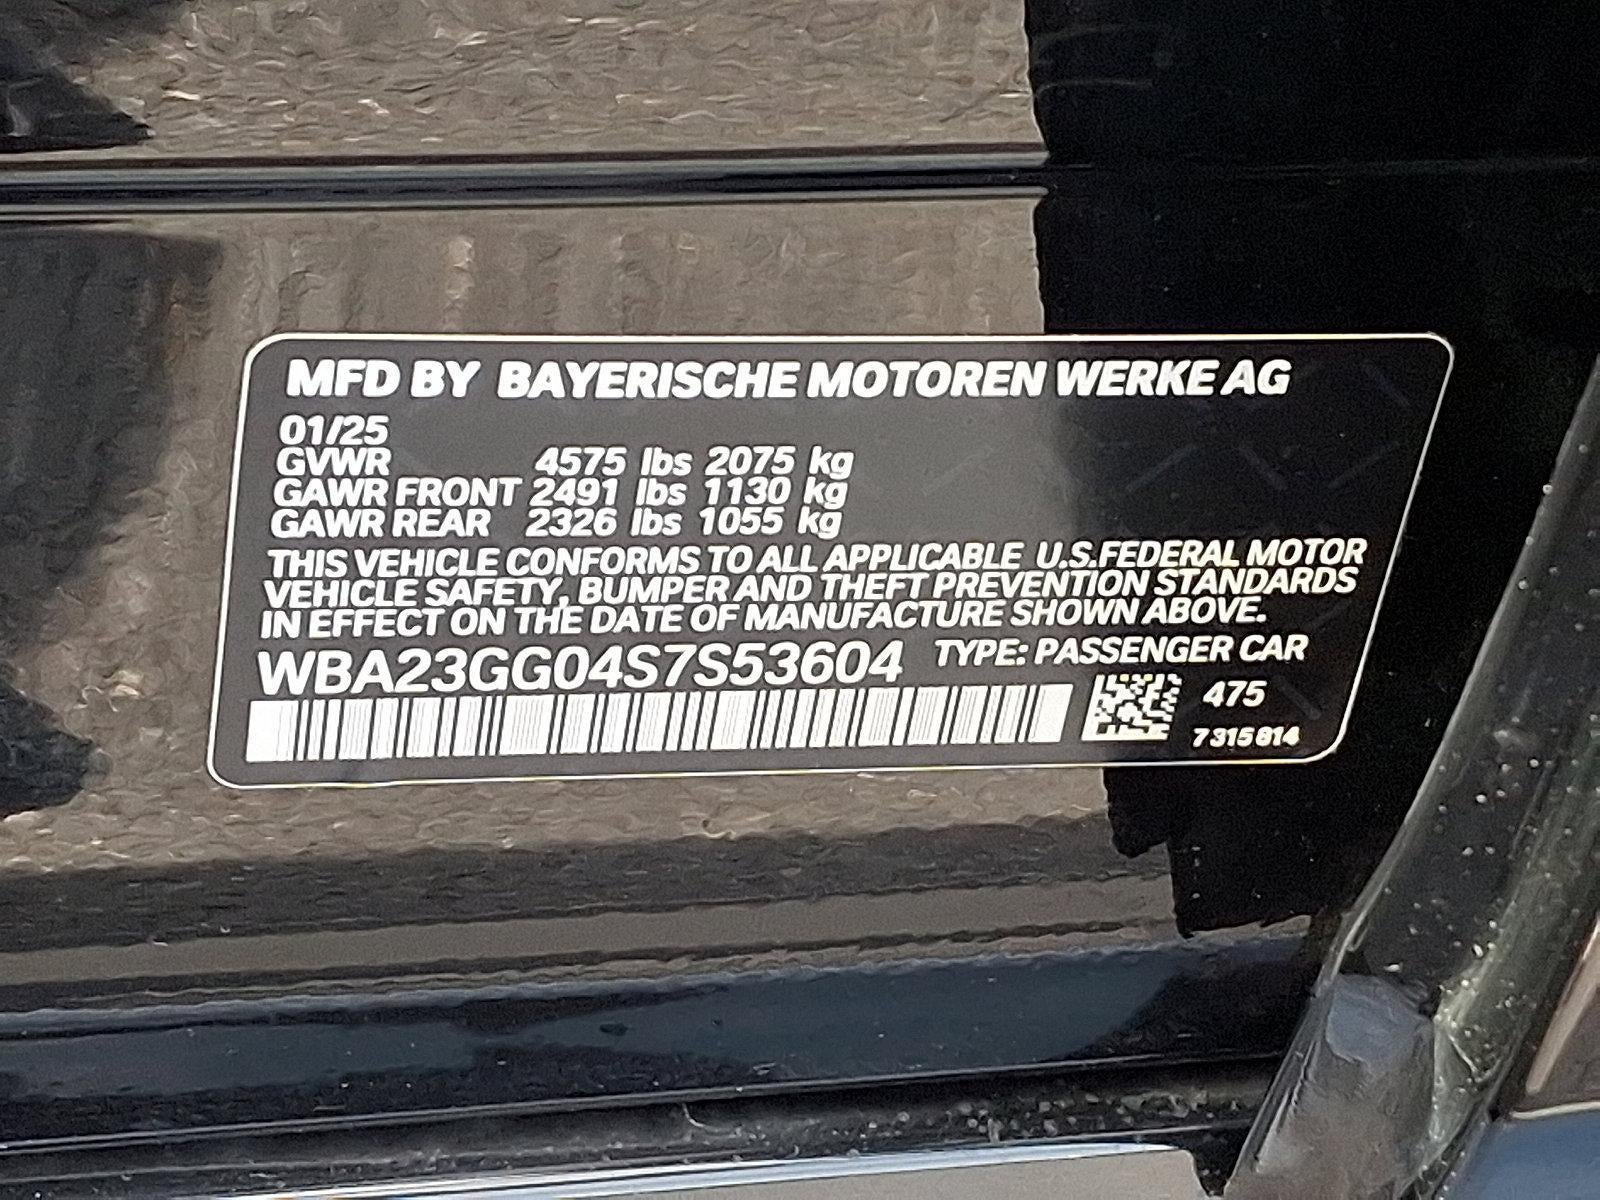 MFD BY BAYERISCHE MOTOREN WERKE AG
01/25
GVWR 4575 lbs 2075 kg
GAWR FRONT 2491 lbs 1130 kg
GAWR REAR 2326 lbs 1055 kg
THIS VEHICLE CONFORMS TO ALL APPLICABLE U.S.FEDERAL MOTOR
VEHICLE SAFETY, BUMPER AND THEFT PREVENTION STANDARDS
IN EFFECT ON THE DATE OF MANUFACTURE SHOWN ABOVE.
WBA23GG04S7S53604 TYPE: PASSENGER CAR
475
7 315 814